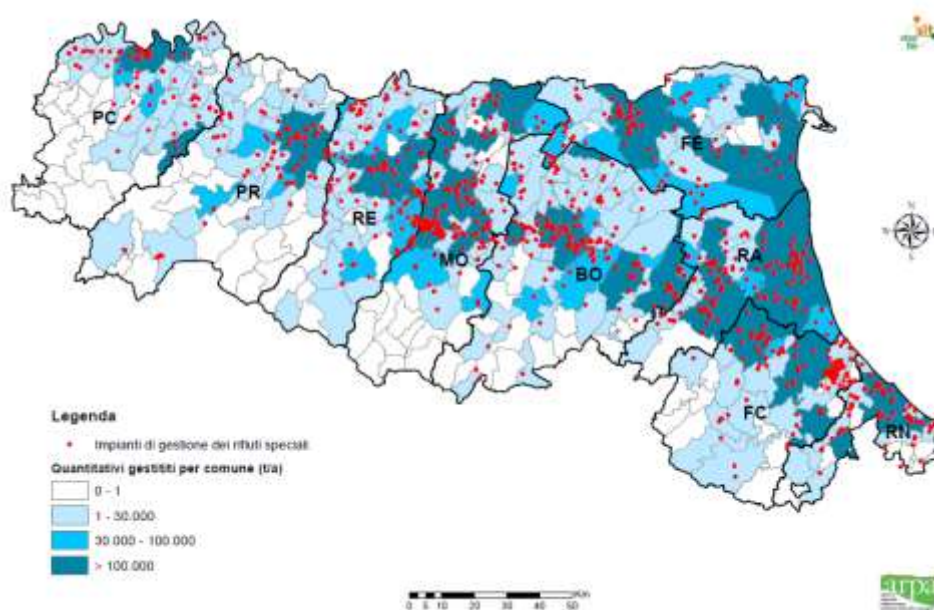 PC
PR
RE
MO
BO
FE
RA
FC
RN
N
S
Legenda
Impianti di gestione dei rifiuti speciali
Quantitativi gestititi per comune (t/a)
0 - 1
1 - 30.000
30.000 - 100.000
> 100.000
0 5 10 20 30 40 50
Km
arpa